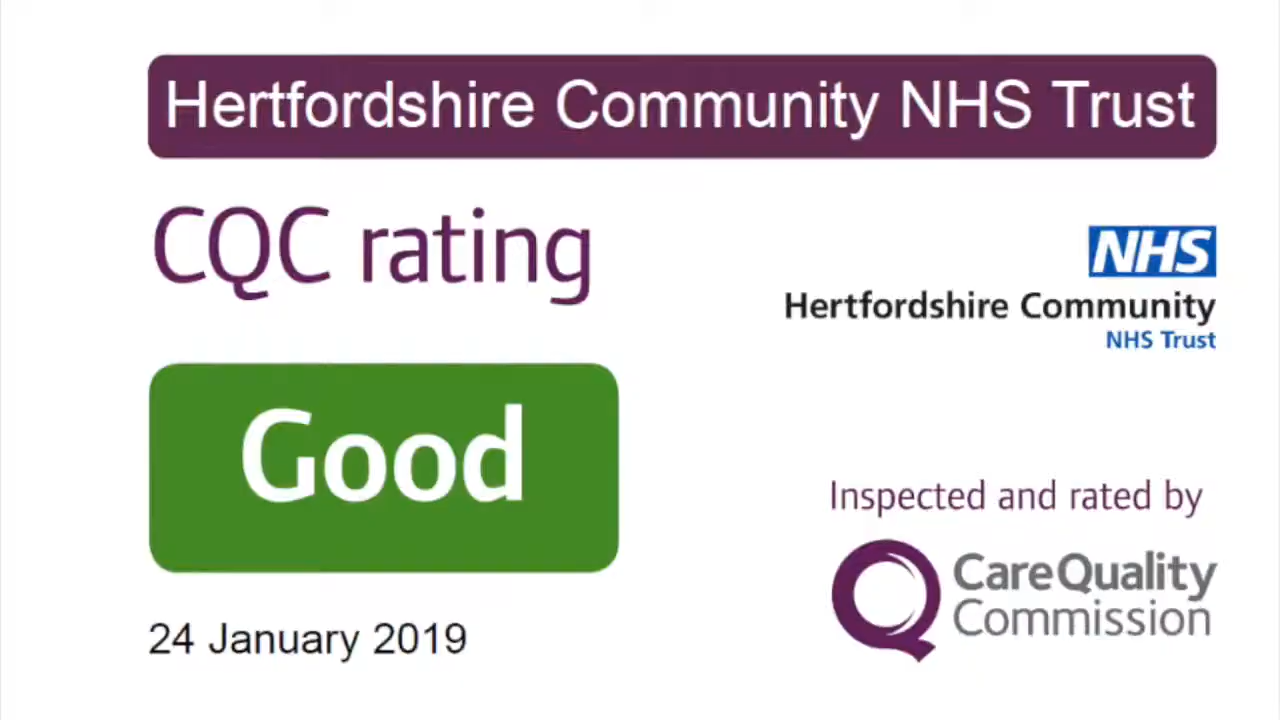 Hertfordshire Community NHS Trust
CQC rating
NHS
Hertfordshire Community
NHS Trust
Good
Inspected and rated by
CareQuality
Commission
24 January 2019